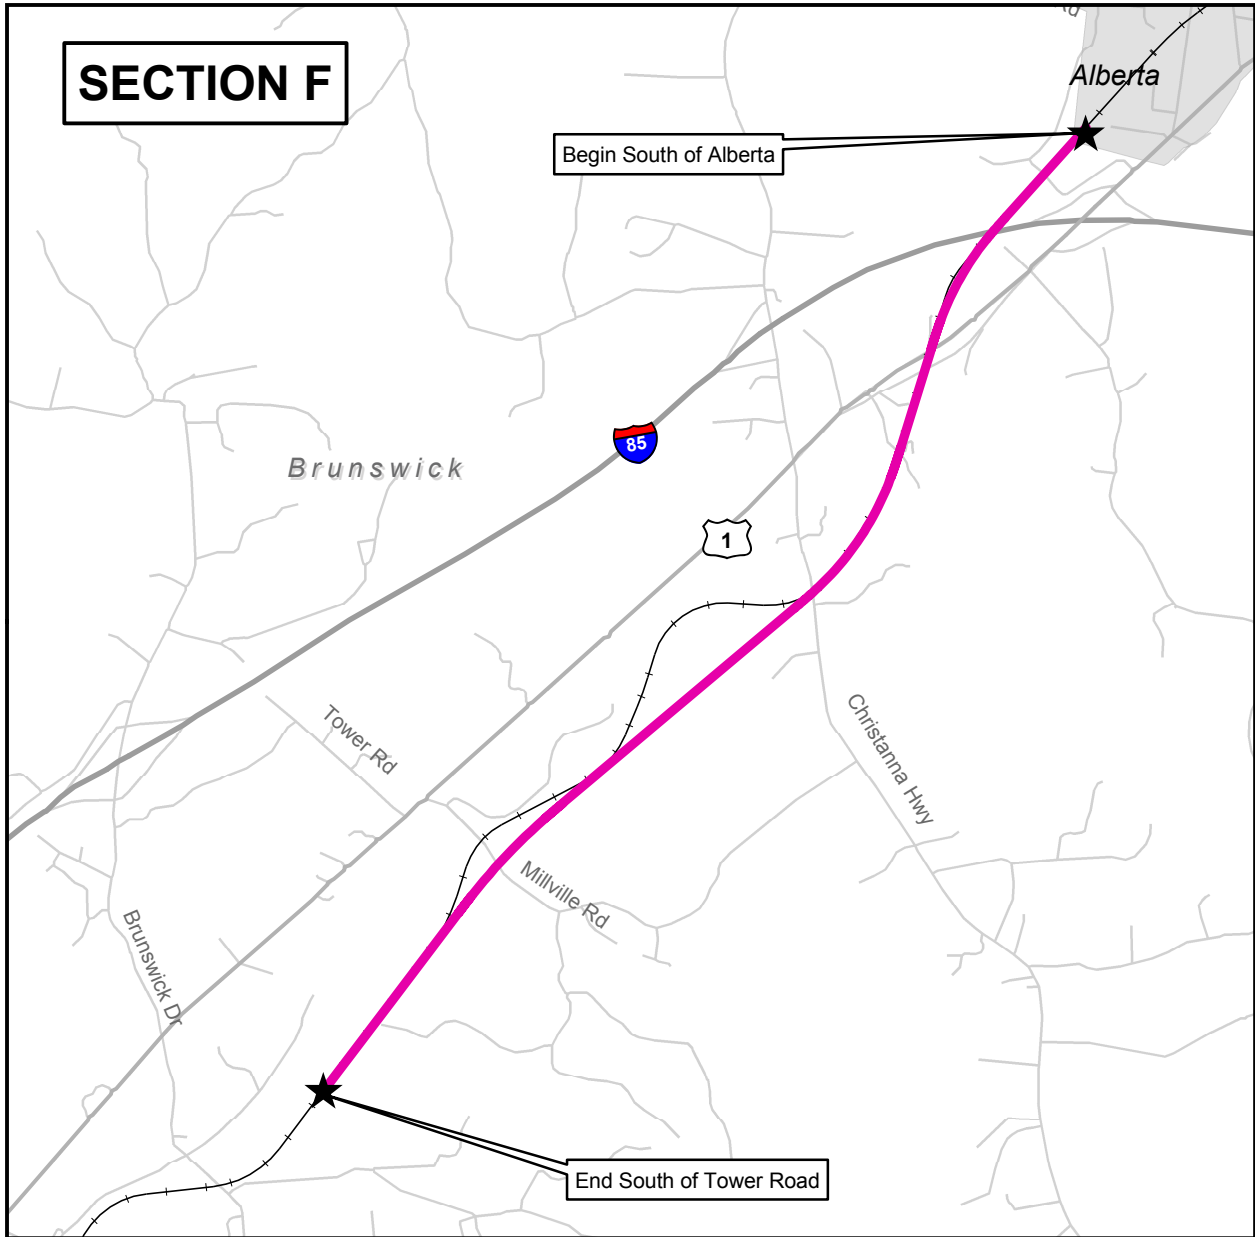 SECTION F
Alberta
Begin South of Alberta
85
Brunswick
1
Tower Rd
Christanna Hwy
Millville Rd
Brunswick Dr
End South of Tower Road